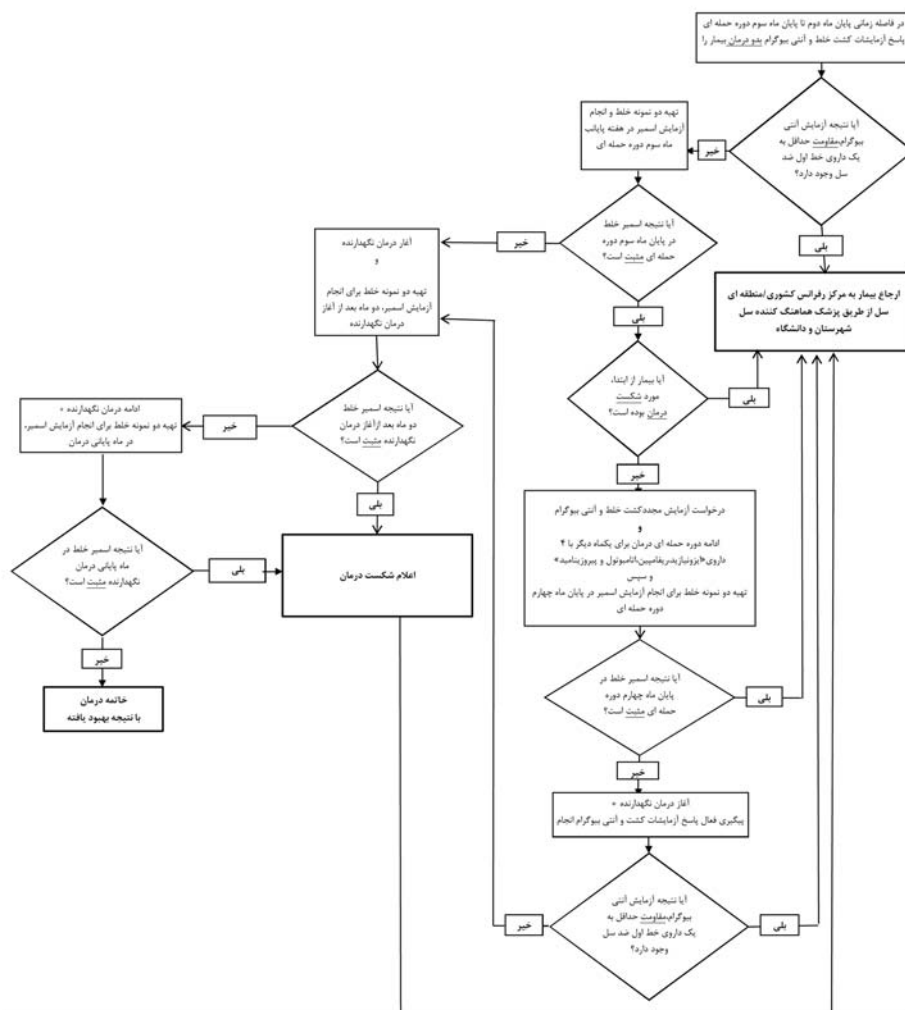 در فاصله زمانی پایان ماه دوم تا پایان ماه سوم دوره حمله ای
پاسخ آزمایشات کشت خلط و آنتی بیوگرام بدو درمان بیمار را
آیا نتیجه آزمایش آنتی
بیوگرام،مقاومت حداقل به
یک داروی خط اول ضد
سل وجود دارد؟
خیر
تهیه دو نمونه خلط و انجام
آزمایش اسمیر در هفته پایانب
ماه سوم دوره حمله ای
بلی
ارجاع بیمار به مرکز رفرانس کشوری/منطقه ای
سل از طریق پزشک هماهنگ کننده سل
شهرستان و دانشگاه
آیا نتیجه اسمیر خلط
در پایان ماه سوم دوره
حمله ای مثبت است؟
خیر
بلی
آغاز درمان نگهدارنده
و
تهیه دو نمونه خلط برای انجام
آزمایش اسمیر، دو ماه بعد از آغاز
درمان نگهدارنده
آیا بیمار از ابتدا،
مورد شکست
درمان بوده است؟
بلی
خیر
آیا نتیجه اسمیر خلط
دو ماه بعد ازآغاز درمان
نگهدارنده مثبت است؟
خیر
بلی
ادامه درمان نگهدارنده +
تهیه دو نمونه خلط برای انجام آزمایش اسمیر،
در ماه پایانی درمان
درخواست آزمایش مجددکشت خلط و آنتی بیوگرام
و
ادامه دوره حمله ای درمان برای یکماه دیگر با ۴
داروی«ایزونیازید،ریفامپین،اتامبوتول و پیروزینامید»
و سپس
تهیه دو نمونه خلط برای انجام آزمایش اسمیر در پایان ماه چهارم
دوره حمله ای
آیا نتیجه اسمیر خلط در
ماه پایانی درمان
نگهدارنده مثبت است؟
بلی
اعلام شکست درمان
خیر
خاتمه درمان
با نتیجه بهبود یافته
آیا نتیجه اسمیر خلط در
پایان ماه چهارم دوره
حمله ای مثبت است؟
بلی
خیر
آغاز درمان نگهدارنده +
پیگیری فعال پاسخ آزمایشات کشت و آنتی بیوگرام انجام
آیا نتیجه آزمایش آنتی
بیوگرام،مقاومت حداقل به
یک داروی خط اول ضد سل
وجود دارد؟
خیر
بلی